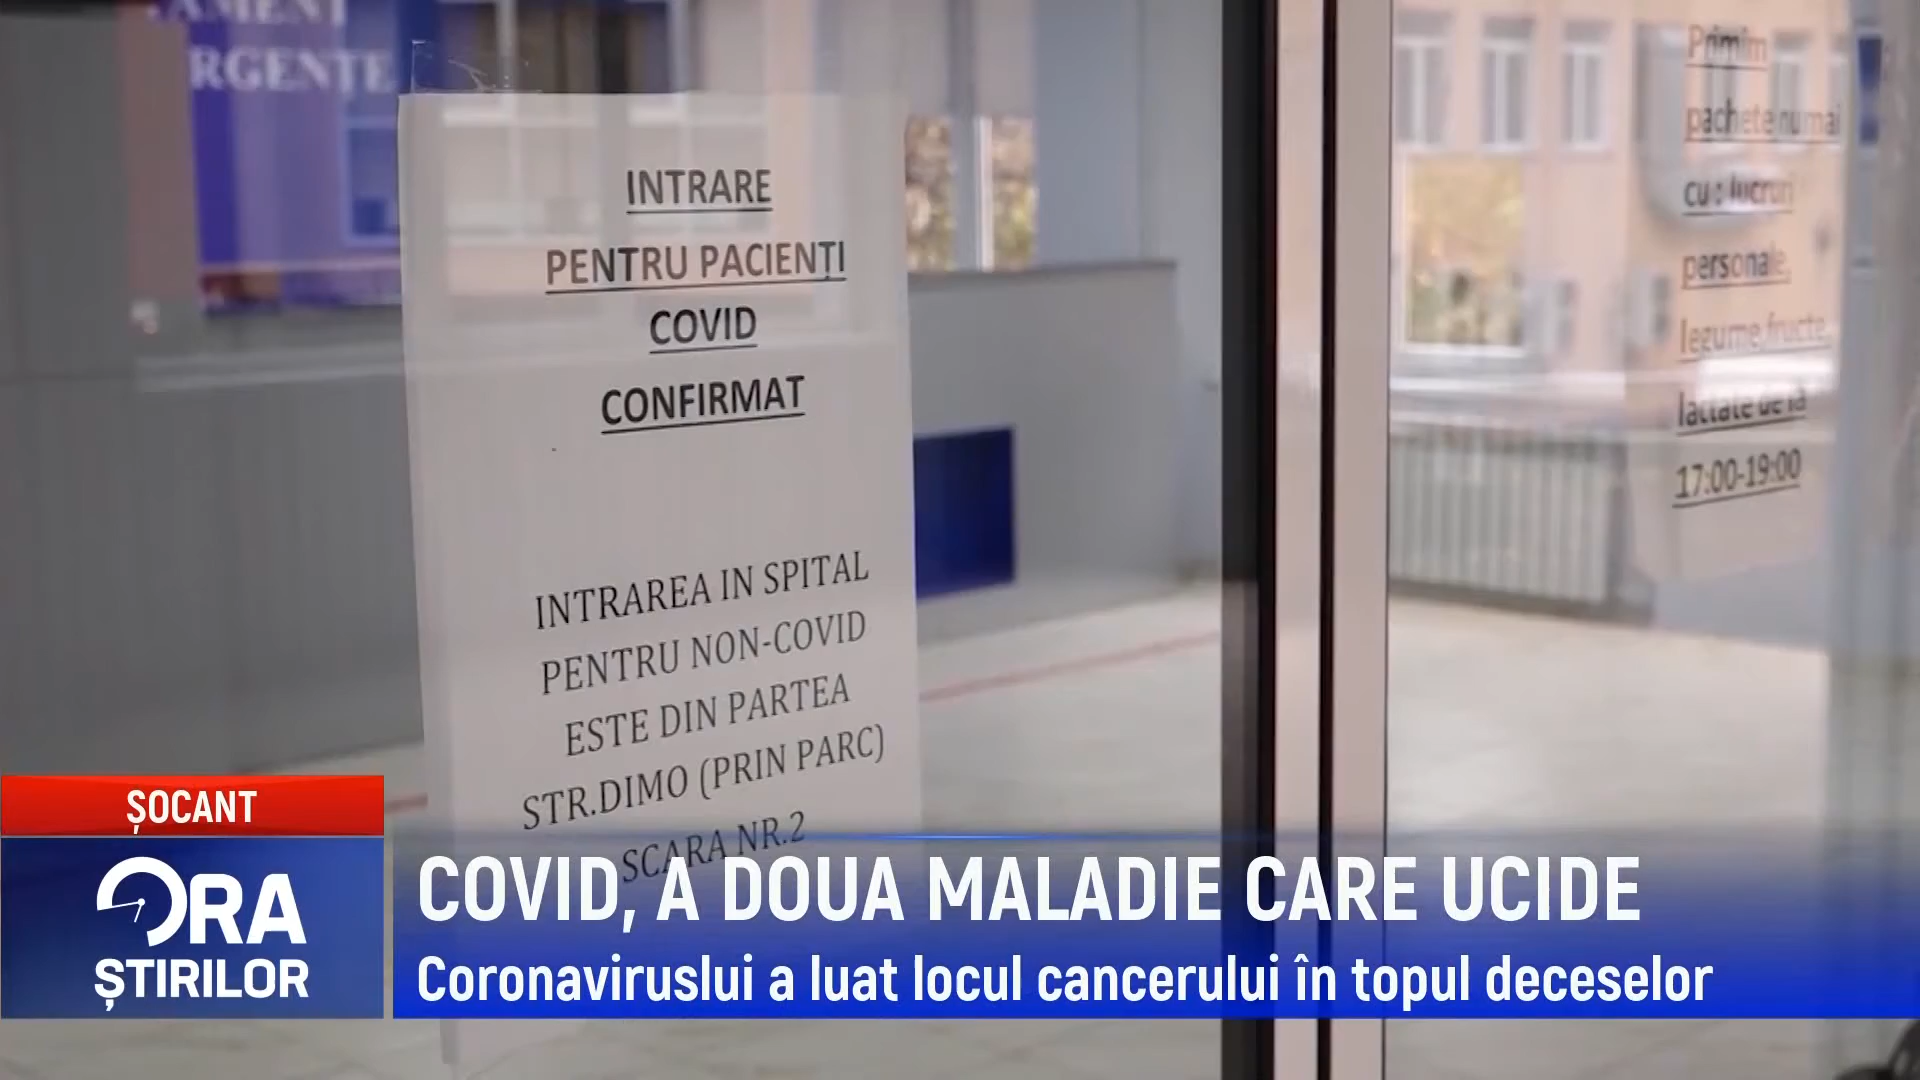 AMENT
RGENȚE
INTRARE
PENTRU PACIENȚI
COVID
CONFIRMAT
INTRAREA IN SPITAL
PENTRU NON-COVID
ESTE DIN PARTEA
STR.DIMO (PRIN PARC)
SCARA NR.2
Primim
pachete numai
cu: lucruri
personale,
legume, fructe,
lactate de la
17:00-19:00
ȘOCANT
ORA
ȘTIRILOR
COVID, A DOUA MALADIE CARE UCIDE
Coronaviruslui a luat locul cancerului în topul deceselor